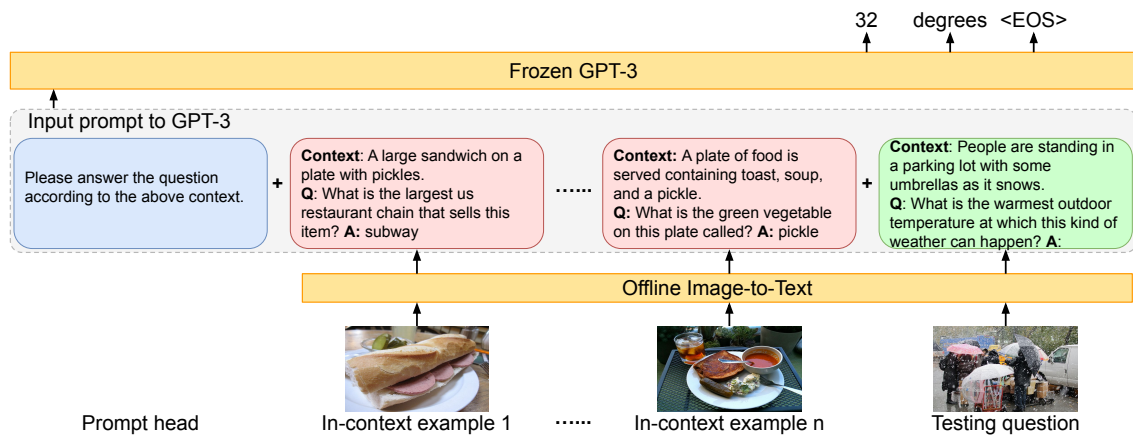 32 degrees <EOS>
Frozen GPT-3
Input prompt to GPT-3
Please answer the question
according to the above context.
+
Context: A large sandwich on a
plate with pickles.
Q: What is the largest us
restaurant chain that sells this
item? A: subway
......
Context: A plate of food is
served containing toast, soup,
and a pickle.
Q: What is the green vegetable
on this plate called? A: pickle
+
Context: People are standing in
a parking lot with some
umbrellas as it snows.
Q: What is the warmest outdoor
temperature at which this kind of
weather can happen? A:
Offline Image-to-Text
Prompt head
In-context example 1
......
In-context example n
Testing question